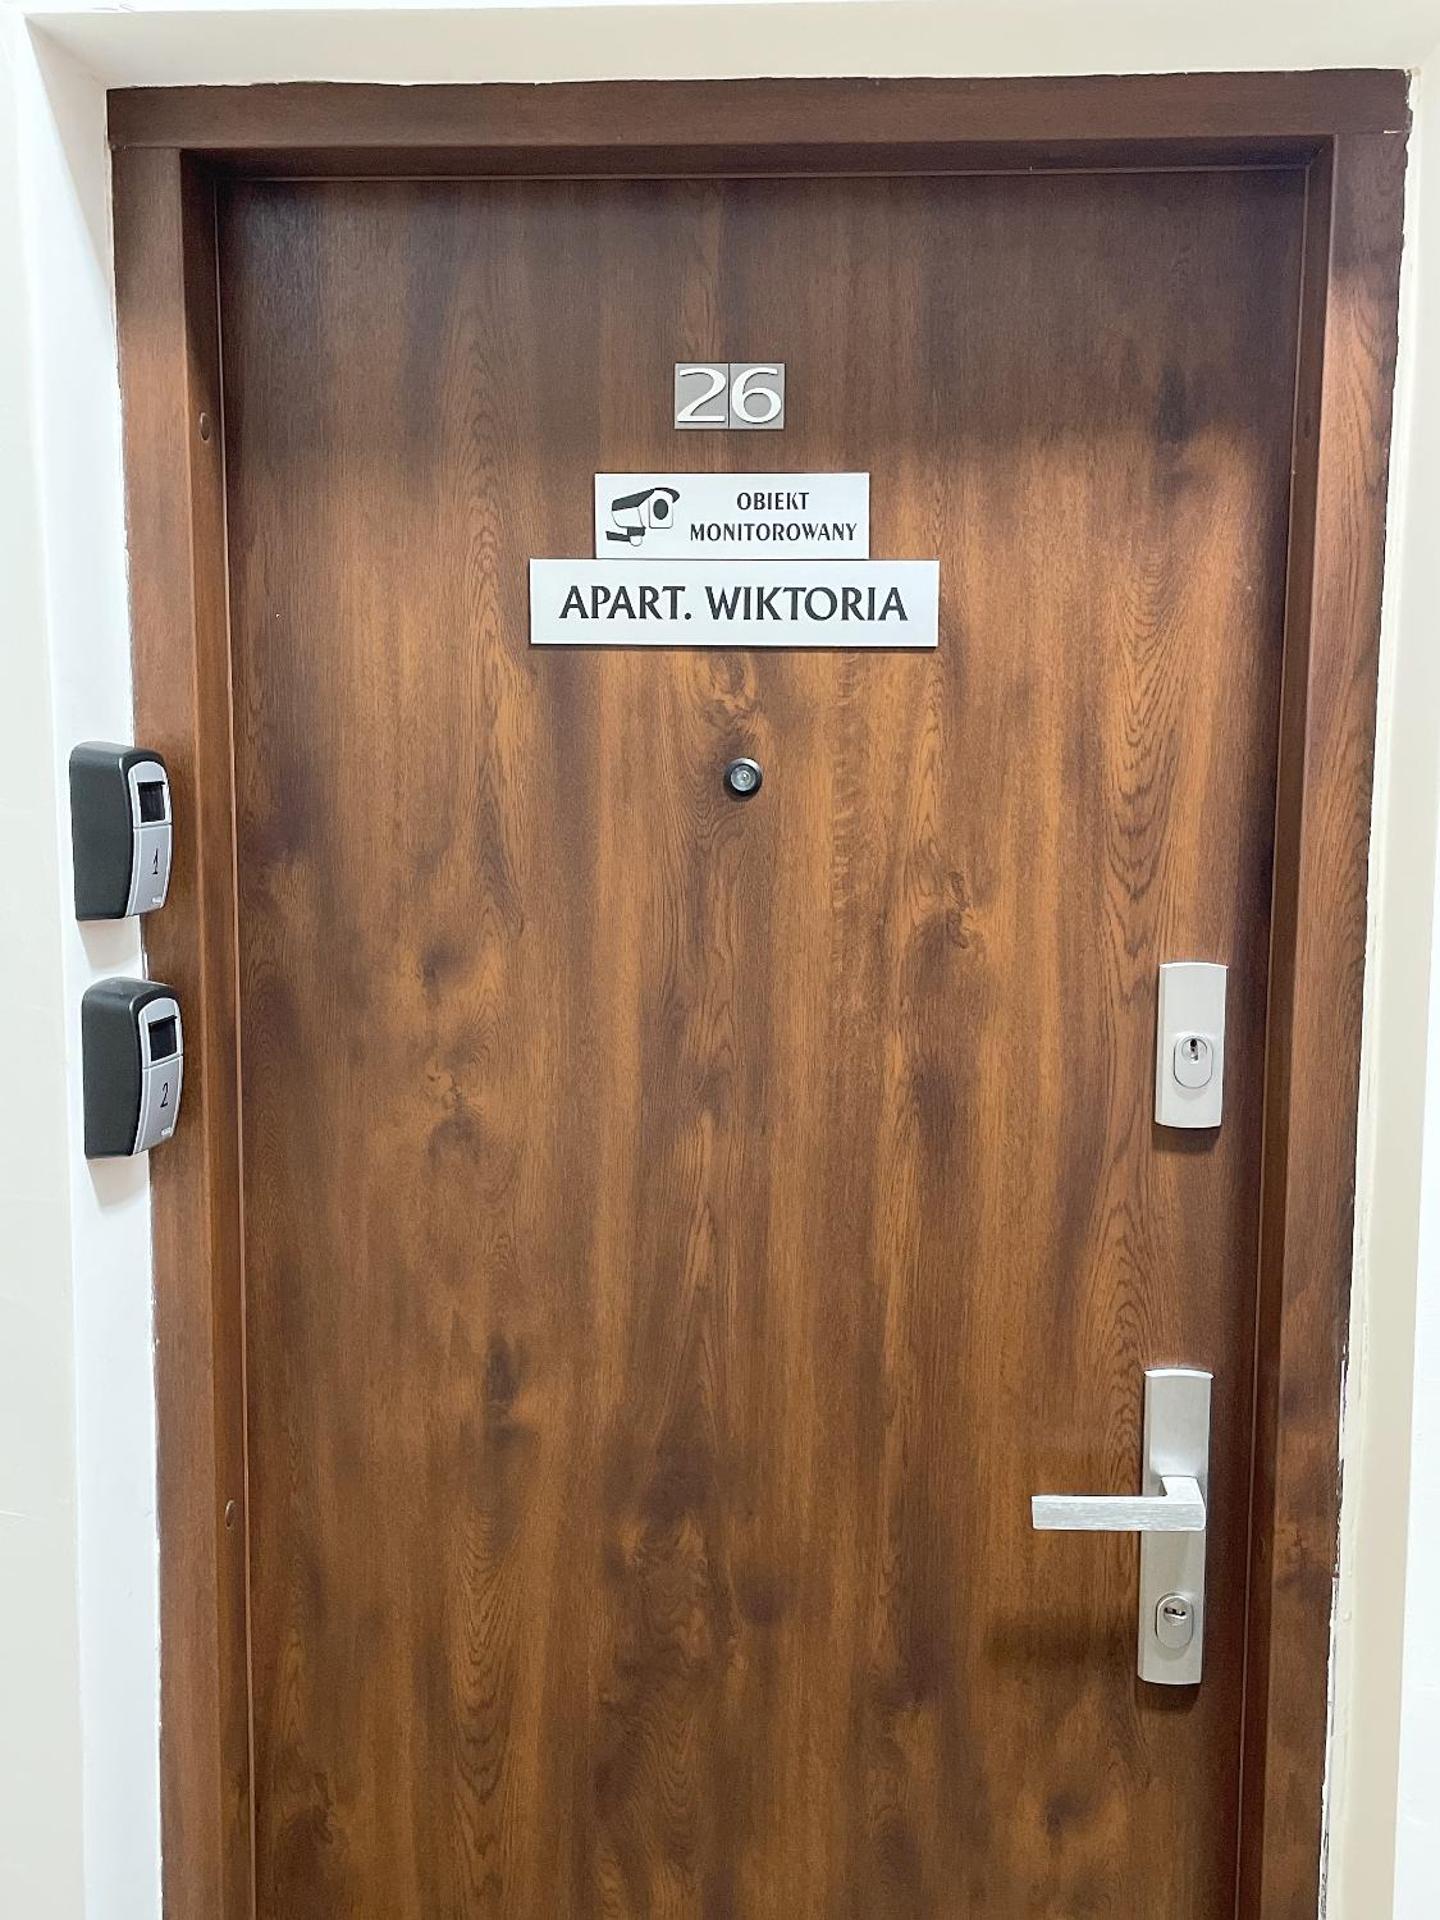 26
OBIEKT
MONITOROWANY
APART. WIKTORIA
1
2